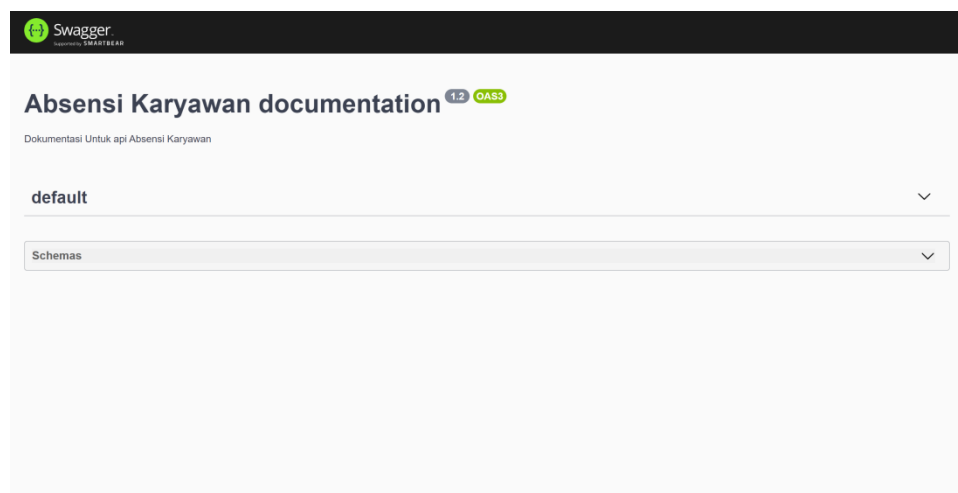 Swagger.
Supported by SMARTBEAR
Absensi Karyawan documentation 1.2 OAS3
Dokumentasi Untuk api Absensi Karyawan
default
Schemas